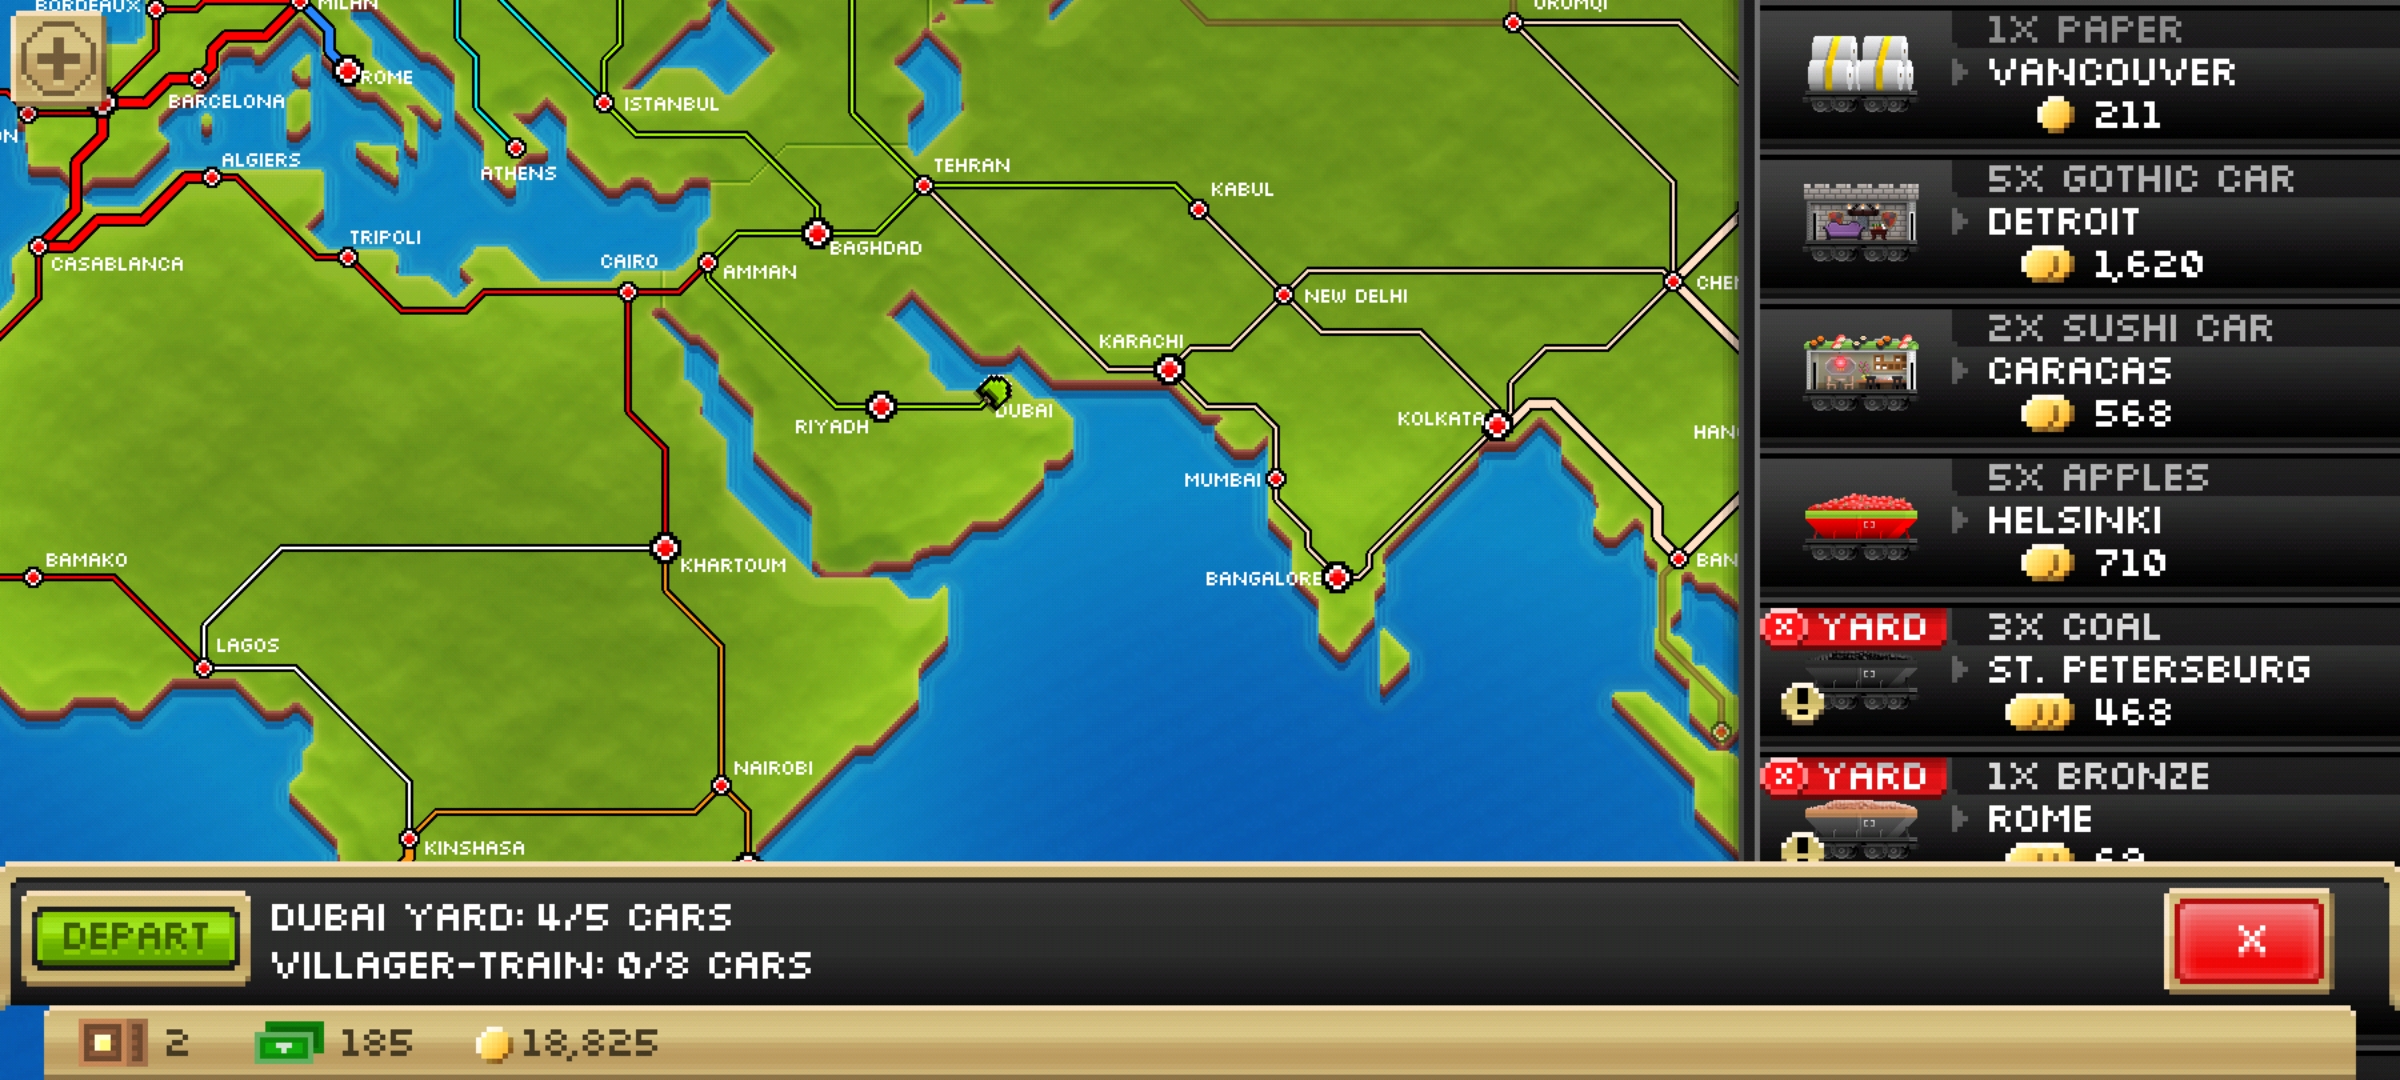 BORDEAUX
MILAN
ROME
BARCELONA
ISTANBUL
ALGIERS
ATHENS
TEHRAN
KABUL
TRIPOLI
BAGHDAD
CASABLANCA
CAIRO
AMMAN
NEW DELHI
KARACHI
RIYADH
DUBAI
KOLKATA
MUMBAI
BAMAKO
KHARTOUM
BANGALORE
LAGOS
NAIROBI
KINSHASA
1X PAPER
VANCOUVER
211
5X GOTHIC CAR
DETROIT
1,620
2X SUSHI CAR
CARACAS
568
5X APPLES
HELSINKI
710
YARD
3X COAL
ST. PETERSBURG
468
YARD
1X BRONZE
ROME
DEPART
DUBAI YARD: 4/5 CARS
VILLAGER-TRAIN: 0/8 CARS
X
2
185
18,825